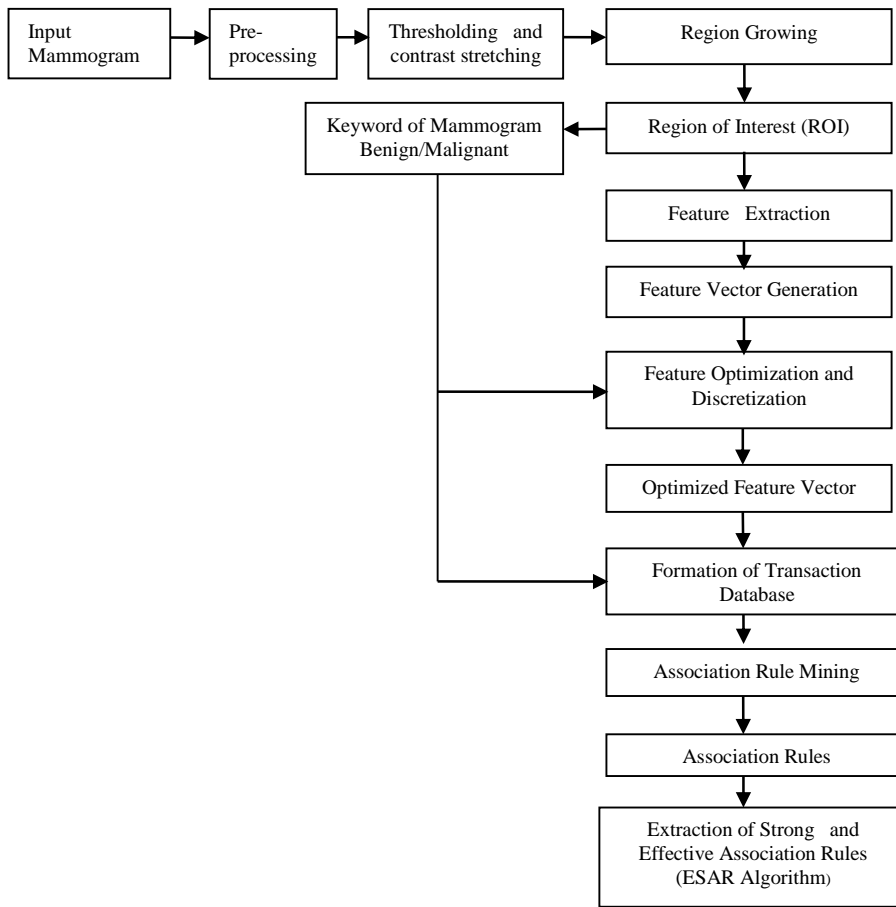 Input
Mammogram
Pre-
processing
Thresholding and
contrast stretching
Region Growing
Keyword of Mammogram
Benign/Malignant
Region of Interest (ROI)
Feature Extraction
Feature Vector Generation
Feature Optimization and
Discretization
Optimized Feature Vector
Formation of Transaction
Database
Association Rule Mining
Association Rules
Extraction of Strong and
Effective Association Rules
(ESAR Algorithm)